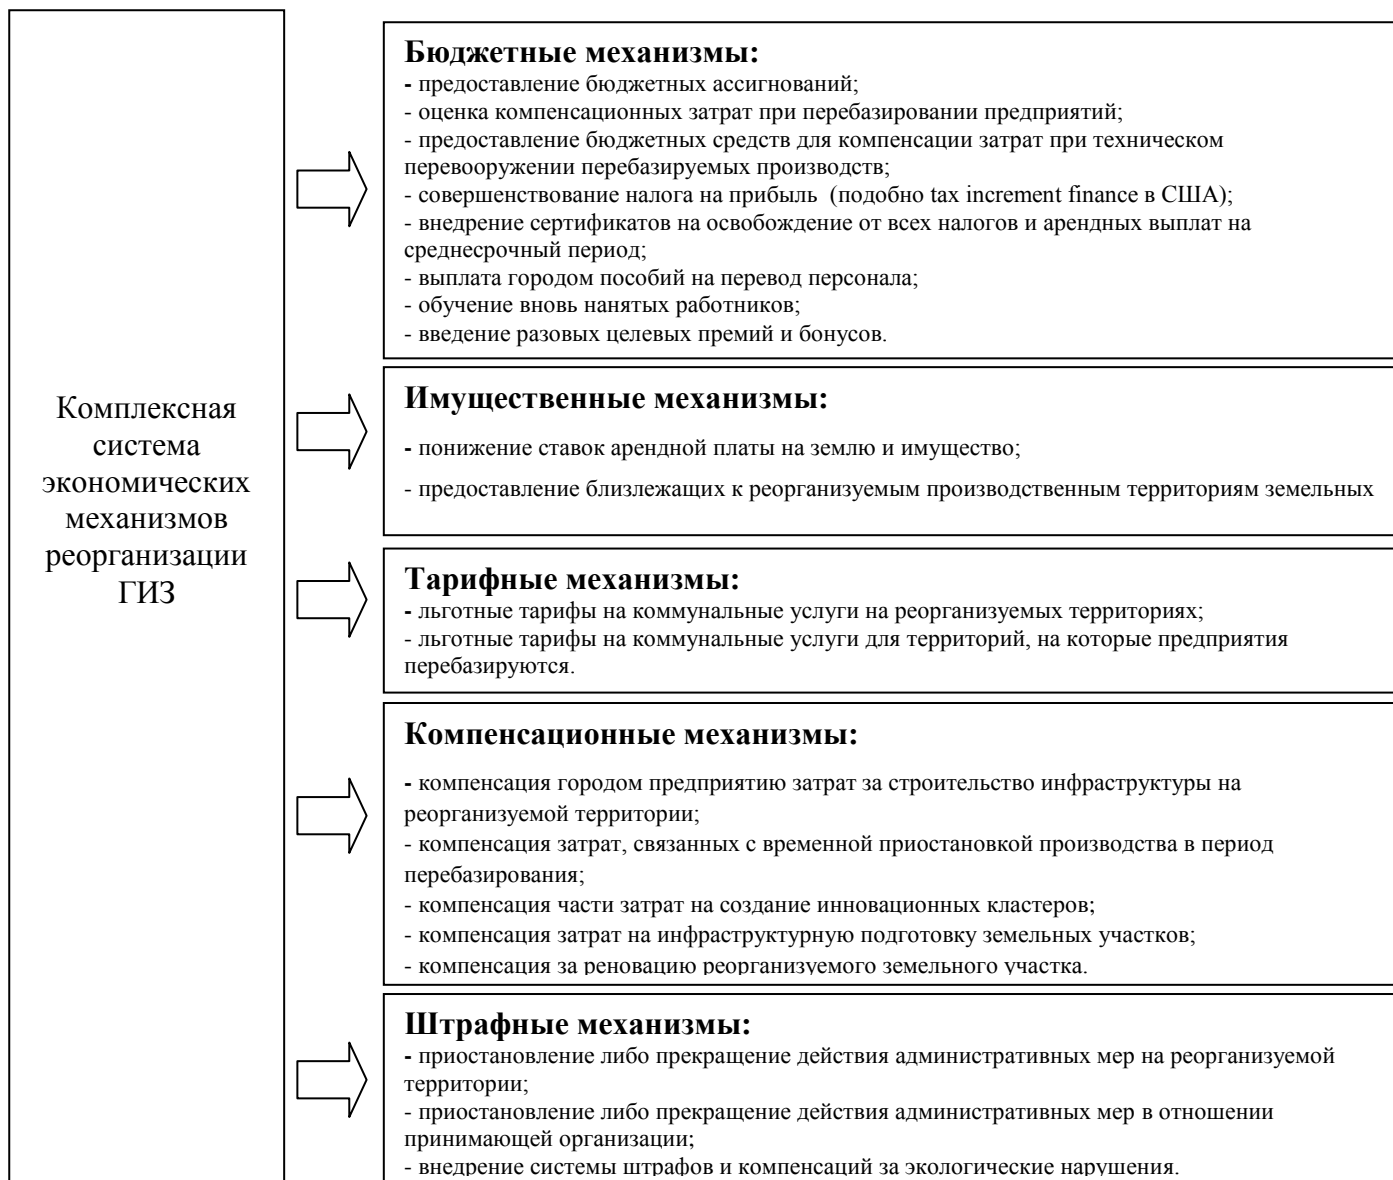 Комплексная
система
экономических
механизмов
реорганизации
ГИЗ
Бюджетные механизмы:
- предоставление бюджетных ассигнований;
- оценка компенсационных затрат при перебазировании предприятий;
- предоставление бюджетных средств для компенсации затрат при техническом
перевооружении перебазируемых производств;
- совершенствование налога на прибыль (подобно tax increment finance в США);
- внедрение сертификатов на освобождение от всех налогов и арендных выплат на
среднесрочный период;
- выплата городом пособий на перевод персонала;
- обучение вновь нанятых работников;
- введение разовых целевых премий и бонусов.
Имущественные механизмы:
- понижение ставок арендной платы на землю и имущество;
- предоставление близлежащих к реорганизуемым производственным территориям земельных
Тарифные механизмы:
- льготные тарифы на коммунальные услуги на реорганизуемых территориях;
- льготные тарифы на коммунальные услуги для территорий, на которые предприятия
перебазируются.
Компенсационные механизмы:
- компенсация городом предприятию затрат за строительство инфраструктуры на
реорганизуемой территории;
- компенсация затрат, связанных с временной приостановкой производства в период
перебазирования;
- компенсация части затрат на создание инновационных кластеров;
- компенсация затрат на инфраструктурную подготовку земельных участков;
- компенсация за реновацию реорганизуемого земельного участка.
Штрафные механизмы:
- приостановление либо прекращение действия административных мер на реорганизуемой
территории;
- приостановление либо прекращение действия административных мер в отношении
принимающей организации;
- внедрение системы штрафов и компенсаций за экологические нарушения.